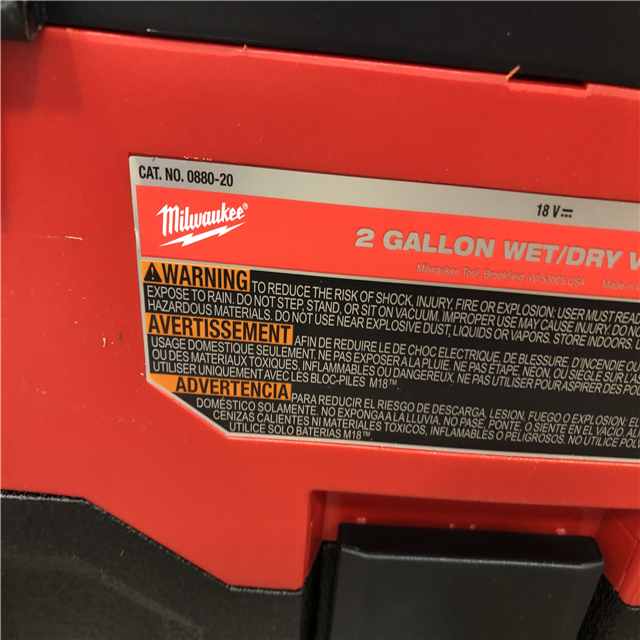 CAT. NO. 0880-20
18 V
Milwaukee®
2 GALLON WET/DRY
Milwaukee Tool, Brookfield, WI 53005 USA Made in
WARNING TO REDUCE THE RISK OF SHOCK, INJURY, FIRE OR EXPLOSION: USER MUST READ
EXPOSE TO RAIN. DO NOT STEP, STAND, OR SIT ON VACUUM. IMPROPER USE MAY CAUSE INJURY. DO NOT
HAZARDOUS MATERIALS. DO NOT USE NEAR EXPLOSIVE DUST, LIQUIDS OR VAPORS. STORE INDOORS.
AVERTISSEMENT AFIN DE RÉDUIRE LE DE CHOC ELECTRIQUE, DE BLESSURE, D'INCENDIE OU
USAGE DOMESTIQUE SEULEMENT. NE PAS EXPOSER A LA PLUIE, NEIGE. NE PAS ETAPE, NEON, OU SIEGE SUR
OU DES MATERIAUX TOXIQUES, INFLAMMABLES OU DANGEREUX. NE PAS UTILISER POUR ASPIRER DES
UTILISER UNIQUEMENT AVEC LES BLOC-PILES M18™.
ADVERTENCIA PARA REDUCIR EL RIESGO DE DESCARGA, LESION, FUEGO O EXPLOSION:
DOMÉSTICO SOLAMENTE. NO EXPONGA A LA LLUVIA. NO PASE, PONTE, O SIENTE EN EL VACIO
CENIZAS CALIENTES NI MATERIALES TOXICOS, INFLAMABLES O PELIGROSOS. NO UTILICE
UTILICE SOLO BATERIAS M18™.